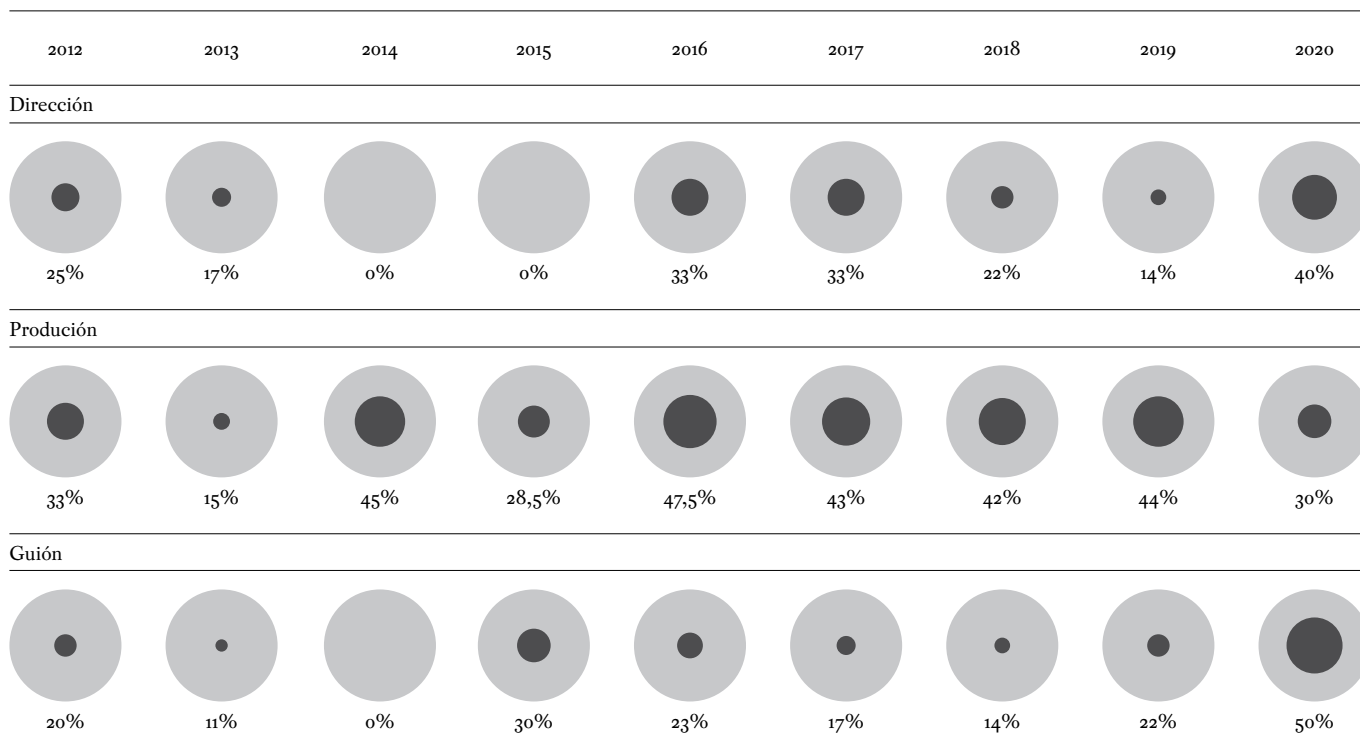 2012 2013 2014 2015 2016 2017 2018 2019 2020
Dirección
25% 17% 0% 0% 33% 33% 22% 14% 40%
Produción
33% 15% 45% 28,5% 47,5% 43% 42% 44% 30%
Guión
20% 11% 0% 30% 23% 17% 14% 22% 50%